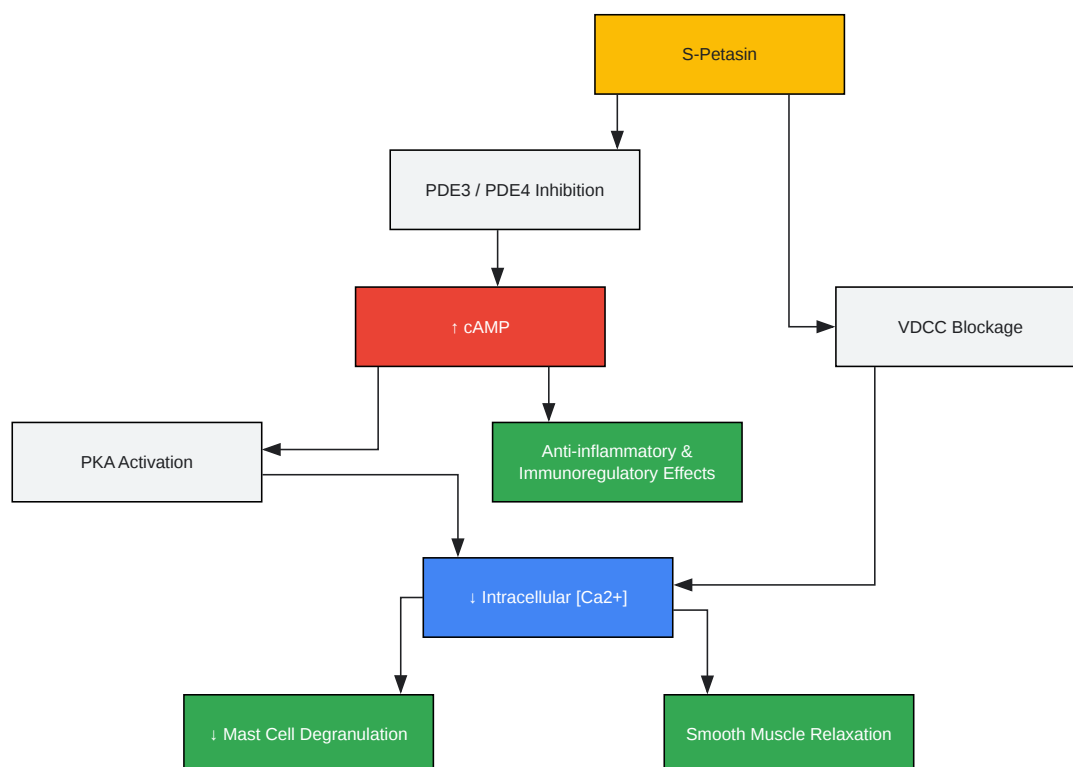 S-Petasin
PDE3 / PDE4 Inhibition
↑ cAMP
VDCC Blockage
PKA Activation
Anti-inflammatory &
Immunoregulatory Effects
↓ Intracellular [Ca2+]
↓ Mast Cell Degranulation
Smooth Muscle Relaxation